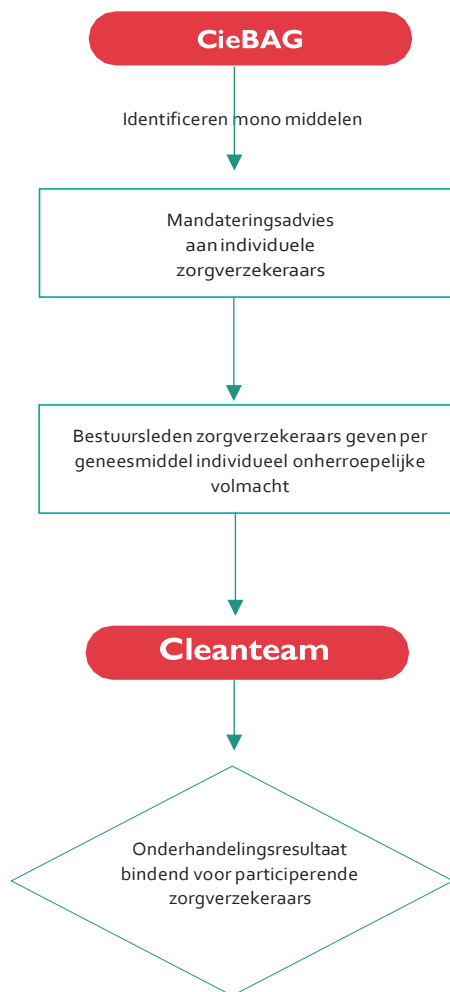 CieBAG
Identificeren mono middelen
Mandateringsadvies
aan individuele
zorgverzekeraars
Bestuursleden zorgverzekeraars geven per
geneesmiddel individueel onherroepelijke
volmacht
Cleanteam
Onderhandelingsresultaat
bindend voor participerende
zorgverzekeraars